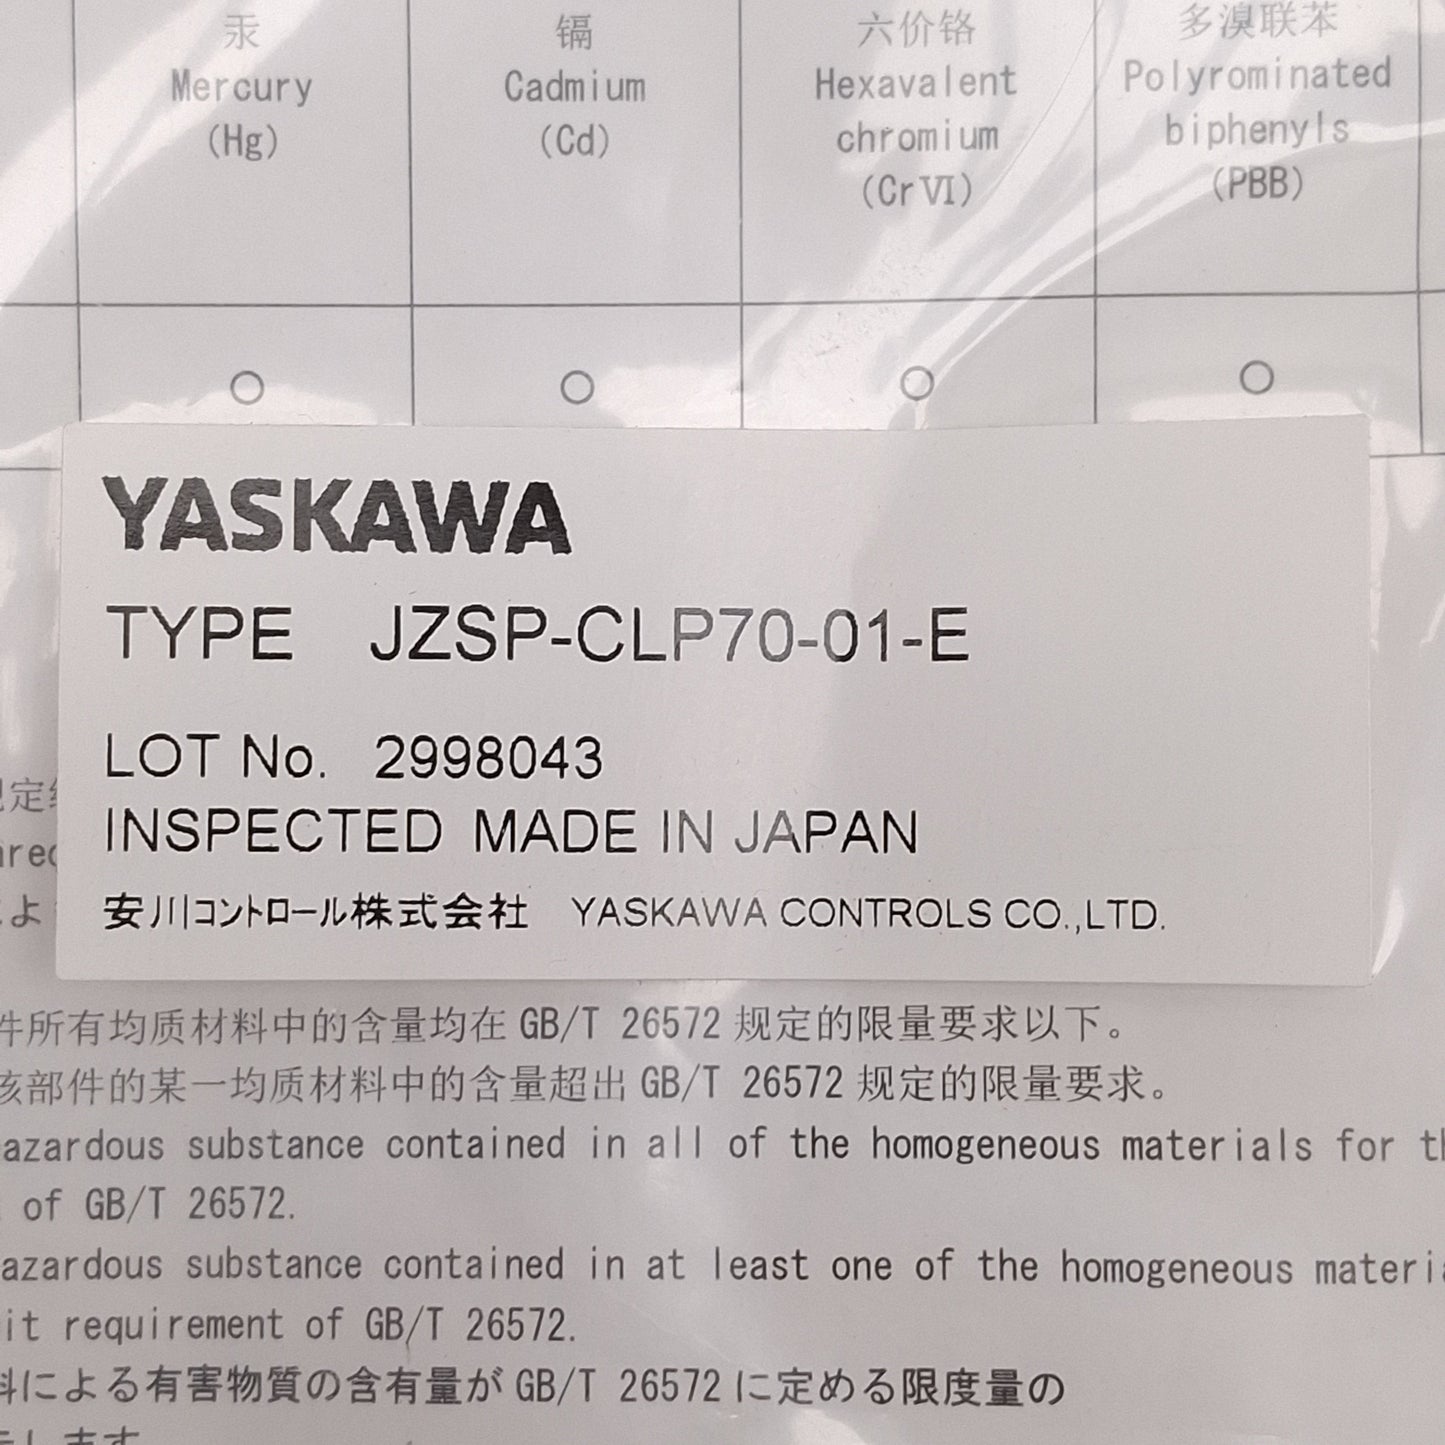 汞 镉 六价铬 多溴联苯
Mercury Cadmium Hexavalent Polyrominated
(Hg) (Cd) chromium biphenyls
(CrⅥ) (PBB)
○ ○ ○ ○
YASKAWA
TYPE JZSP-CLP70-01-E
LOT No. 2998043
INSPECTED MADE IN JAPAN
安川コントロール株式会社 YASKAWA CONTROLS CO.,LTD.
件所有均质材料中的含量均在 GB/T 26572 规定的限量要求以下。
该部件的某一均质材料中的含量超出 GB/T 26572 规定的限量要求。
azardous substance contained in all of the homogeneous materials for
of GB/T 26572.
azardous substance contained in at least one of the homogeneous materi
it requirement of GB/T 26572.
料による有害物質の含有量が GB/T 26572 に定める限度量の
します